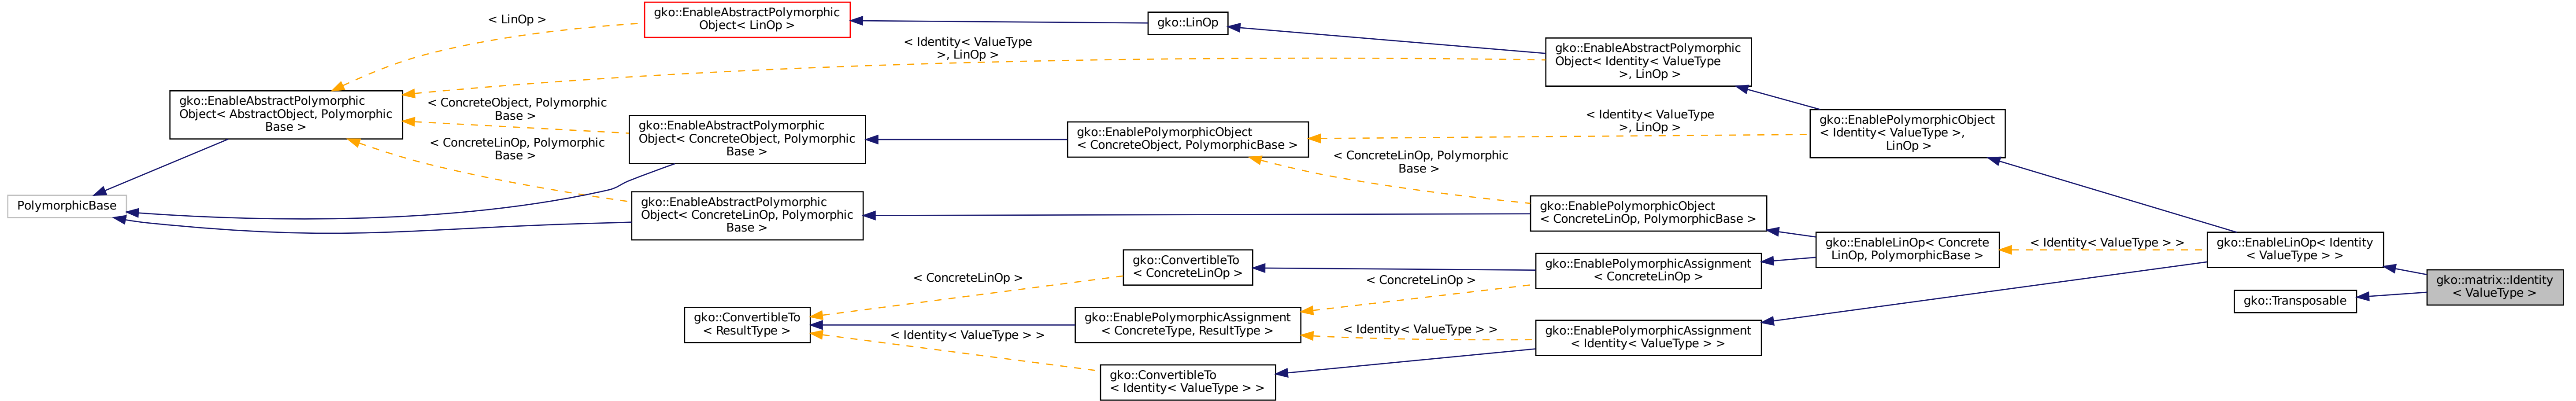 gko::EnableAbstractPolymorphic
Object< LinOp >
< LinOp >
gko::LinOp
< Identity< ValueType
>, LinOp >
gko::EnableAbstractPolymorphic
Object< Identity< ValueType
>, LinOp >
gko::EnableAbstractPolymorphic
Object< AbstractObject, Polymorphic
Base >
< ConcreteObject, Polymorphic
Base >
< ConcreteLinOp, Polymorphic
Base >
gko::EnableAbstractPolymorphic
Object< ConcreteObject, Polymorphic
Base >
gko::EnablePolymorphicObject
< ConcreteObject, PolymorphicBase >
< Identity< ValueType
>, LinOp >
gko::EnablePolymorphicObject
< Identity< ValueType >,
LinOp >
< ConcreteLinOp, Polymorphic
Base >
PolymorphicBase
gko::EnableAbstractPolymorphic
Object< ConcreteLinOp, Polymorphic
Base >
gko::EnablePolymorphicObject
< ConcreteLinOp, PolymorphicBase >
gko::EnableLinOp< Concrete
LinOp, PolymorphicBase >
< Identity< ValueType > >
gko::EnableLinOp< Identity
< ValueType > >
gko::ConvertibleTo
< ConcreteLinOp >
gko::EnablePolymorphicAssignment
< ConcreteLinOp >
< ConcreteLinOp >
< ConcreteLinOp >
gko::matrix::Identity
< ValueType >
gko::Transposable
gko::ConvertibleTo
< ResultType >
gko::EnablePolymorphicAssignment
< ConcreteType, ResultType >
< Identity< ValueType > >
< Identity< ValueType > >
gko::EnablePolymorphicAssignment
< Identity< ValueType > >
gko::ConvertibleTo
< Identity< ValueType > >